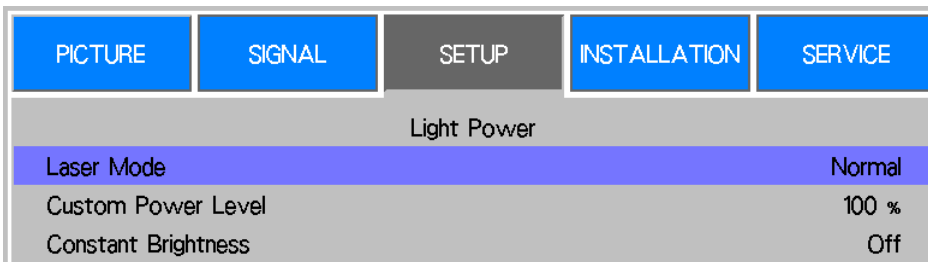 PICTURE SIGNAL SETUP INSTALLATION SERVICE
Light Power
Laser Mode Normal
Custom Power Level 100 %
Constant Brightness Off